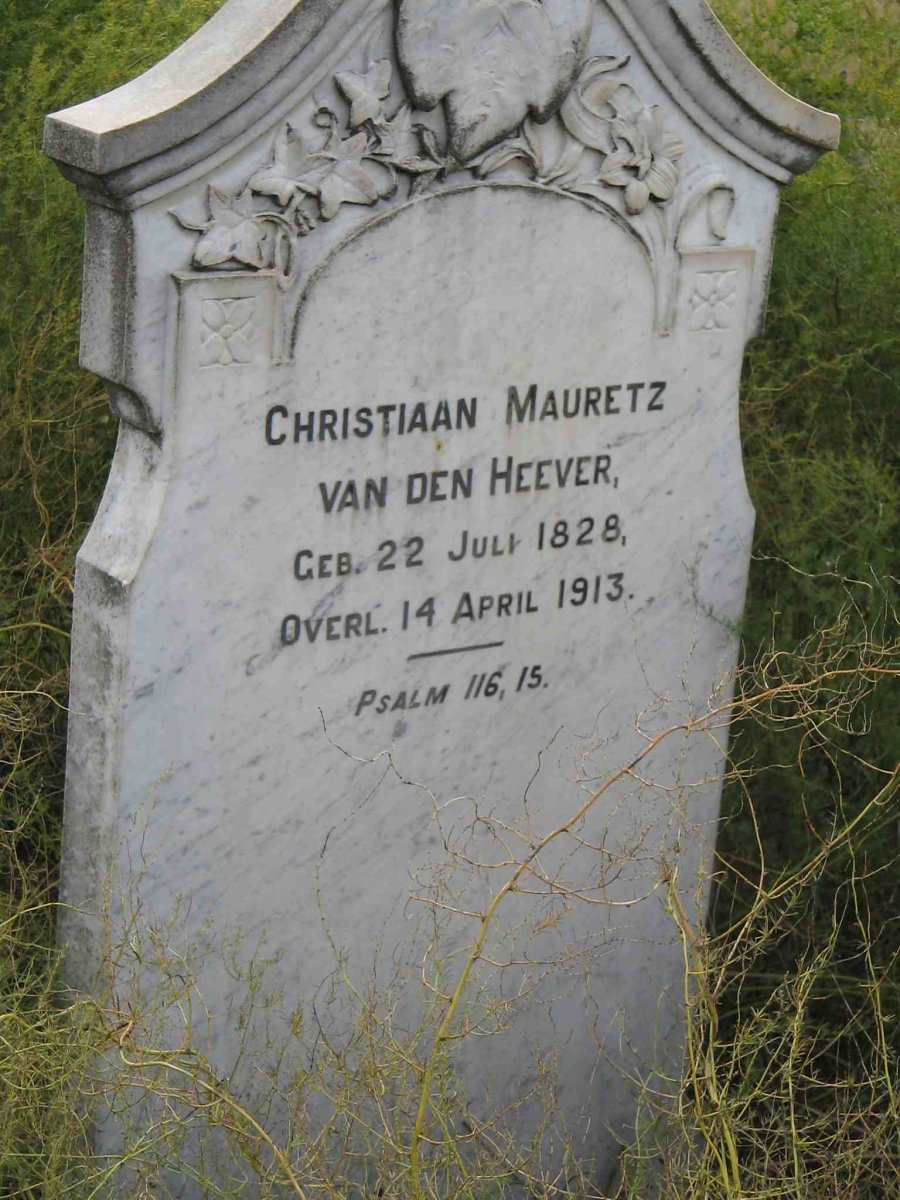 CHRISTIAAN MAURETZ
VAN DEN HEEVER,
GEB. 22 JULI 1828,
OVERL. 14 APRIL 1913.
PSALM 116, 15.